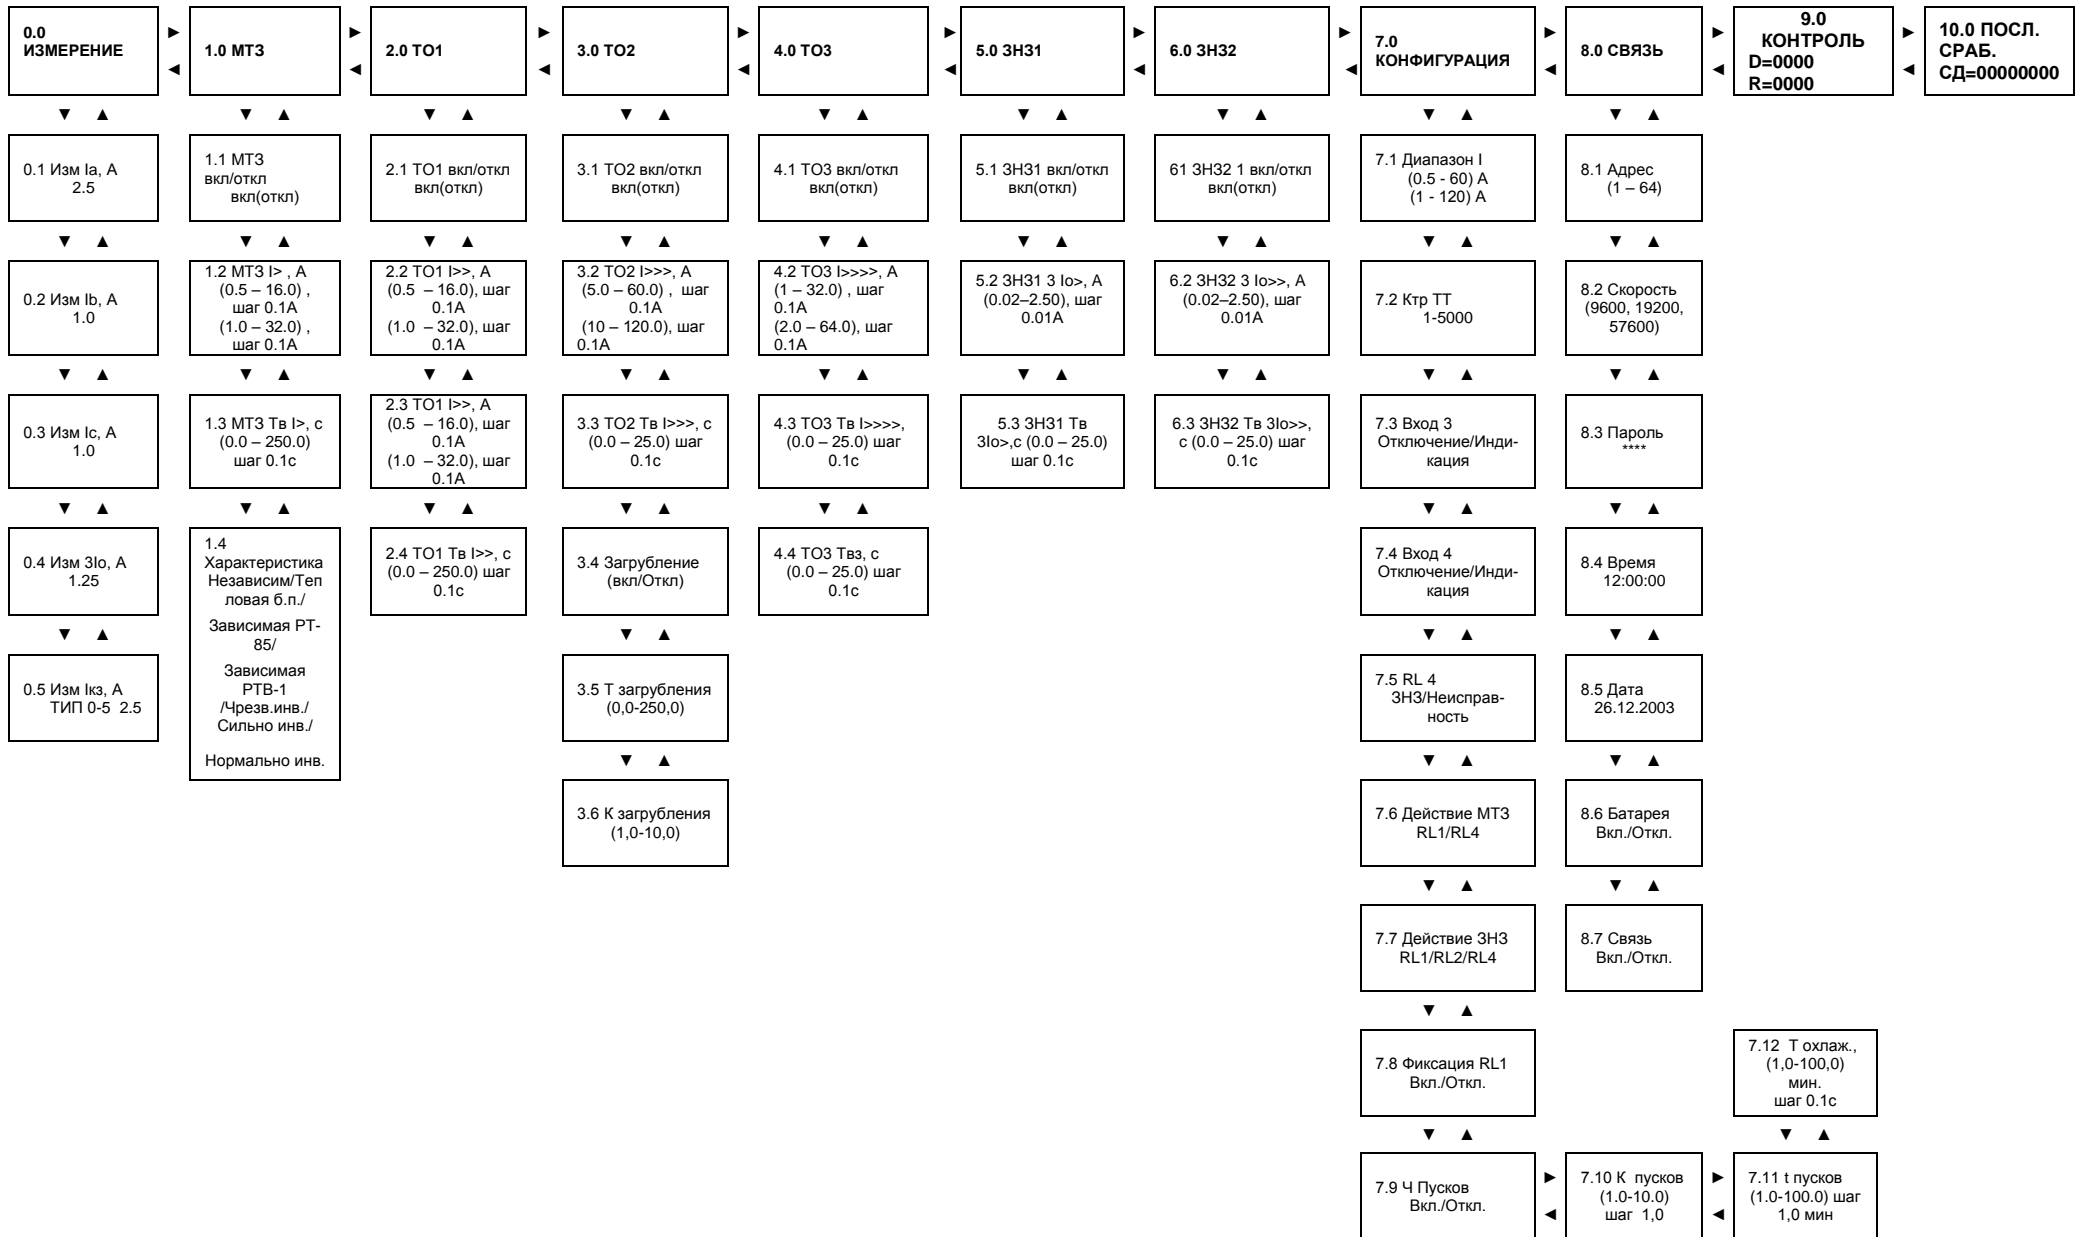 0.0
ИЗМЕРЕНИЕ
1.0 МТЗ
2.0 ТО1
3.0 ТО2
4.0 ТО3
5.0 ЗНЗ1
6.0 ЗНЗ2
7.0
КОНФИГУРАЦИЯ
8.0 СВЯЗЬ
9.0
КОНТРОЛЬ
D=0000
R=0000
10.0 ПОСЛ.
СРАБ.
СД=00000000
0.1 Изм Ia, А
2.5
1.1 МТЗ
вкл/откл
вкл(откл)
2.1 ТО1 вкл/откл
вкл(откл)
3.1 ТО2 вкл/откл
вкл(откл)
4.1 ТО3 вкл/откл
вкл(откл)
5.1 ЗНЗ1 вкл/откл
вкл(откл)
61 ЗНЗ2 1 вкл/откл
вкл(откл)
7.1 Диапазон I
(0.5 - 60) А
(1 - 120) А
8.1 Адрес
(1 – 64)
0.2 Изм Ib, А
1.0
1.2 МТЗ I> , А
(0.5 – 16.0) ,
шаг 0.1А
(1.0 – 32.0) ,
шаг 0.1А
2.2 ТО1 I>>, А
(0.5 – 16.0), шаг
0.1А
(1.0 – 32.0), шаг
0.1А
3.2 ТО2 I>>>, А
(5.0 – 60.0) , шаг
0.1А
(10 – 120.0), шаг
0.1А
4.2 ТО3 I>>>>, А
(1 – 32.0) , шаг
0.1А
(2.0 – 64.0), шаг
0.1А
5.2 ЗНЗ1 3 Io>, А
(0.02–2.50), шаг
0.01А
6.2 ЗНЗ2 3 Io>>, А
(0.02–2.50), шаг
0.01А
7.2 Ктр ТТ
1-5000
8.2 Скорость
(9600, 19200,
57600)
0.3 Изм Ic, А
1.0
1.3 МТЗ Тв I>, с
(0.0 – 250.0)
шаг 0.1с
2.3 ТО1 I>>, А
(0.5 – 16.0), шаг
0.1А
(1.0 – 32.0), шаг
0.1А
3.3 ТО2 Тв I>>>, с
(0.0 – 25.0) шаг
0.1с
4.3 ТО3 Тв I>>>>,
(0.0 – 25.0) шаг
0.1с
5.3 ЗНЗ1 Тв
3Io>,с (0.0 – 25.0)
шаг 0.1с
6.3 ЗНЗ2 Тв 3Io>>,
с (0.0 – 25.0) шаг
0.1с
7.3 Вход 3
Отключение/Инди-
кация
8.3 Пароль
****
0.4 Изм 3Io, А
1.25
1.4
Характеристика
Независим/Теп
ловая б.п./
Зависимая РТ-
85/
Зависимая
РТВ-1
/Чрезв.инв./
Сильно инв./
Нормально инв.
2.4 ТО1 Тв I>>, с
(0.0 – 250.0) шаг
0.1с
3.4 Загрубление
(вкл/Откл)
4.4 ТО3 Твз, с
(0.0 – 25.0) шаг
0.1с
7.4 Вход 4
Отключение/Инди-
кация
8.4 Время
12:00:00
0.5 Изм Iкз, А
ТИП 0-5 2.5
3.5 Т загрубления
(0,0-250,0)
7.5 RL 4
ЗНЗ/Неисправ-
ность
8.5 Дата
26.12.2003
3.6 К загрубления
(1,0-10,0)
7.6 Действие МТЗ
RL1/RL4
8.6 Батарея
Вкл./Откл.
7.7 Действие ЗНЗ
RL1/RL2/RL4
8.7 Связь
Вкл./Откл.
7.8 Фиксация RL1
Вкл./Откл.
7.12 Т охлаж.,
(1,0-100,0)
мин.
шаг 0.1с
7.9 Ч Пусков
Вкл./Откл.
7.10 К пусков
(1.0-10.0)
шаг 1,0
7.11 t пусков
(1.0-100.0) шаг
1,0 мин